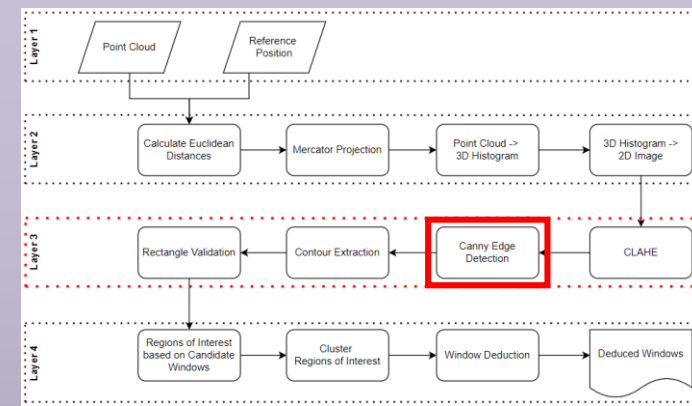 Layer 1
Point Cloud
Reference
Position
Layer 2
Calculate Euclidean
Distances
Mercator Projection
Point Cloud ->
3D Histogram
3D Histogram ->
2D Image
Layer 3
Rectangle Validation
Contour Extraction
Canny Edge
Detection
CLAHE
Layer 4
Regions of Interest
based on Candidate
Windows
Cluster
Regions of Interest
Window Deduction
Deduced Windows